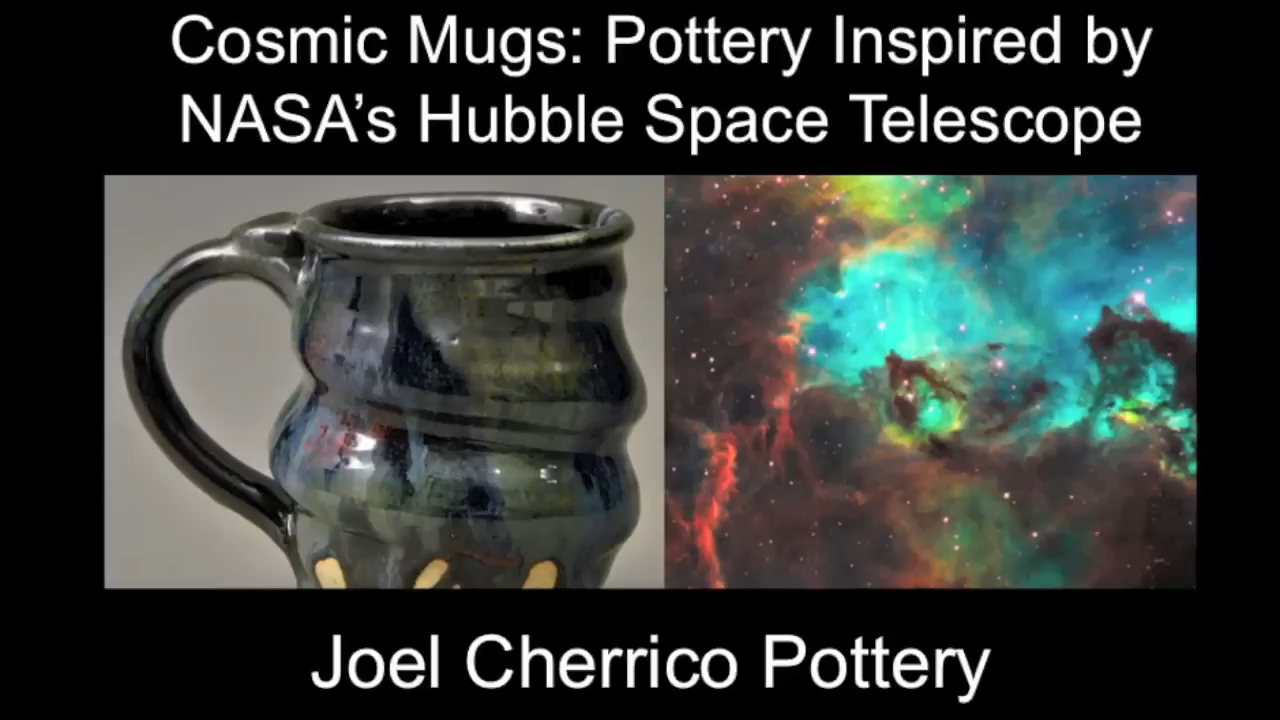 Cosmic Mugs: Pottery Inspired by
NASA’s Hubble Space Telescope
Joel Cherrico Pottery